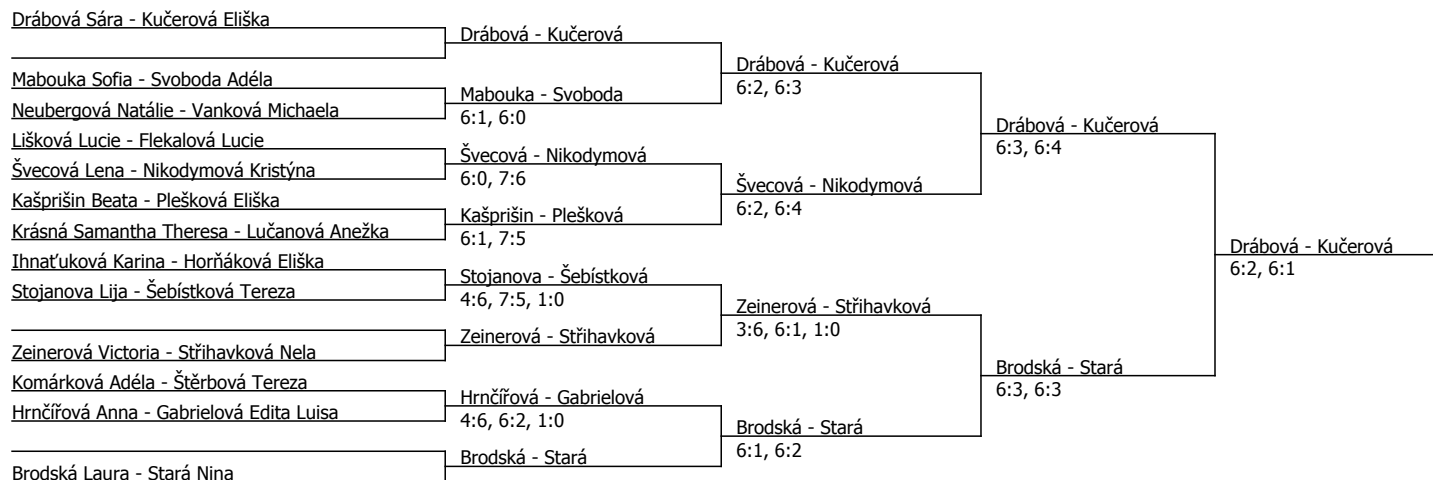 Drábová Sára - Kučerová Eliška
Mabouka Sofia - Svoboda Adéla
Neubergová Natálie - Vanková Michaela
Lišková Lucie - Flekalová Lucie
Švecová Lena - Nikodymová Kristýna
Kašprišin Beata - Plešková Eliška
Krásná Samantha Theresa - Lučanová Anežka
Ihnaťuková Karina - Horňáková Eliška
Stojanova Lija - Šebístková Tereza
Zeinerová Victoria - Střihavková Nela
Komárková Adéla - Štěrbová Tereza
Hrnčířová Anna - Gabrielová Edita Luisa
Brodská Laura - Stará Nina
Drábová - Kučerová
Mabouka - Svoboda
6:1, 6:0
Švecová - Nikodymová
6:0, 7:6
Kašprišin - Plešková
6:1, 7:5
Stojanova - Šebístková
4:6, 7:5, 1:0
Zeinerová - Střihavková
Hrnčířová - Gabrielová
4:6, 6:2, 1:0
Brodská - Stará
Drábová - Kučerová
6:2, 6:3
Švecová - Nikodymová
6:2, 6:4
Zeinerová - Střihavková
3:6, 6:1, 1:0
Brodská - Stará
6:1, 6:2
Drábová - Kučerová
6:3, 6:4
Brodská - Stará
6:3, 6:3
Drábová - Kučerová
6:2, 6:1